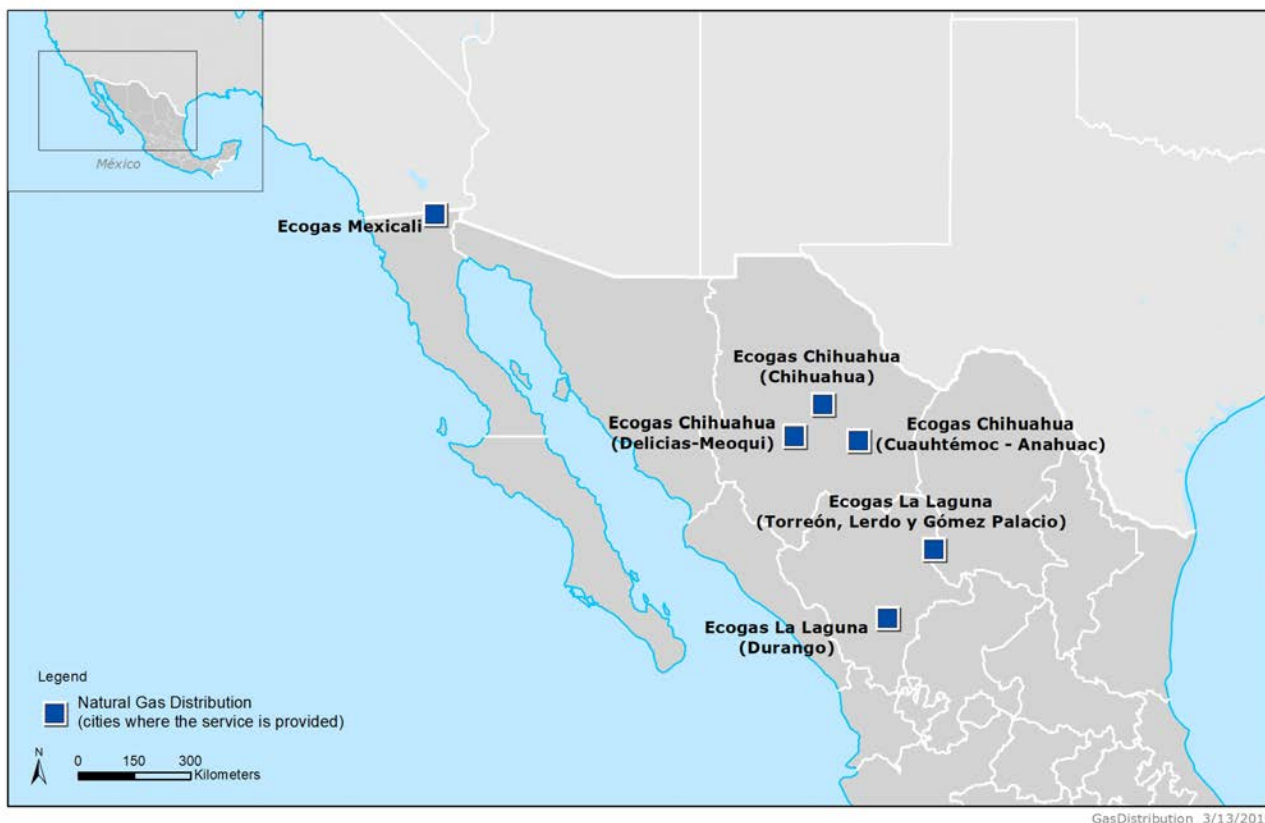 México
Ecogas Mexicali
Ecogas Chihuahua
(Chihuahua)
Ecogas Chihuahua
(Delicias-Meoqui)
Ecogas Chihuahua
(Cuauhtémoc - Anahuac)
Ecogas La Laguna
(Torreón, Lerdo y Gómez Palacio)
Ecogas La Laguna
(Durango)
Legend
Natural Gas Distribution
(cities where the service is provided)
N
0 150 300
Kilometers
GasDistribution 3/13/201